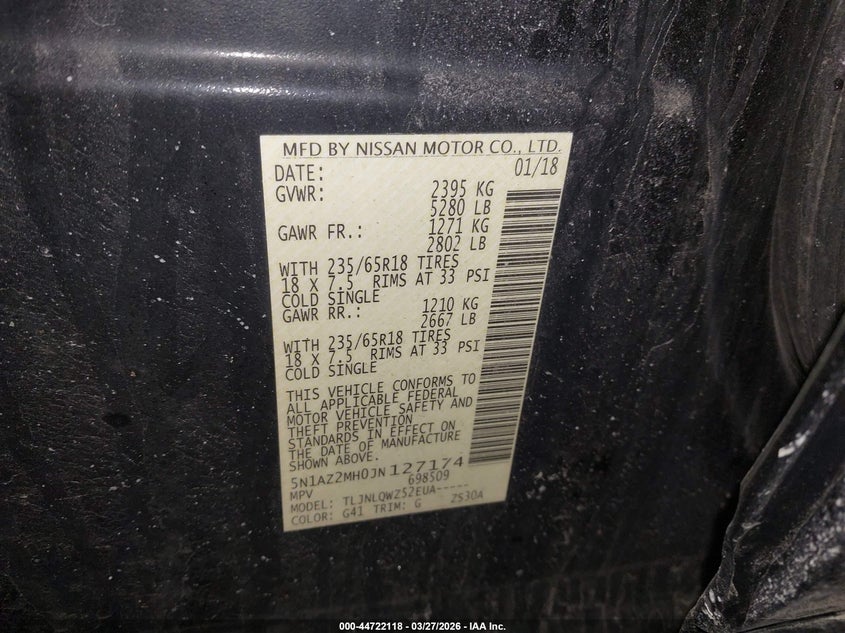 MFD BY NISSAN MOTOR CO., LTD.
DATE: 01/18
GVWR: 2395 KG
5280 LB
GAWR FR.: 1271 KG
2802 LB
WITH 235/65R18 TIRES
18 X 7.5 RIMS AT 33 PSI
COLD SINGLE
GAWR RR.: 1210 KG
2667 LB
WITH 235/65R18 TIRES
18 X 7.5 RIMS AT 33 PSI
COLD SINGLE
THIS VEHICLE CONFORMS TO
ALL APPLICABLE FEDERAL
MOTOR VEHICLE SAFETY AND
THEFT PREVENTION
STANDARDS IN EFFECT ON
THE DATE OF MANUFACTURE
SHOWN ABOVE.
5N1AZ2MH0JN127174
MPV 698509
MODEL: TLJNLQWZ52EUA-----
COLOR: G41 TRIM: G ZS30A
000-44722118 - 03/27/2026 - IAA Inc.